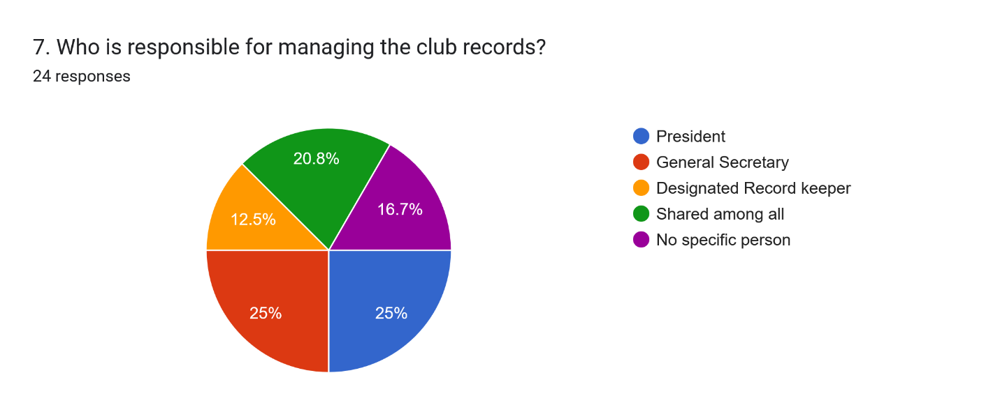 7. Who is responsible for managing the club records?
24 responses
20.8%
16.7%
12.5%
25%
25%
President
General Secretary
Designated Record keeper
Shared among all
No specific person